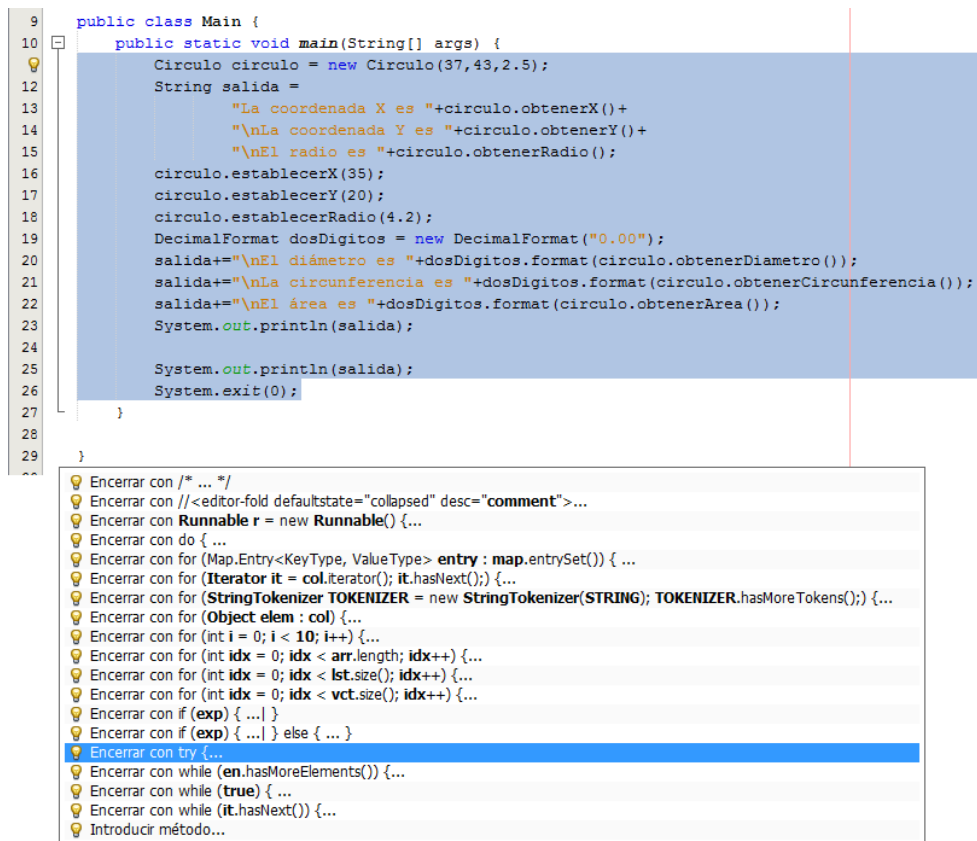 9 public class Main {
10 public static void main(String[] args) {
Circulo circulo = new Circulo(37,43,2.5);
12 String salida =
13 "La coordenada X es "+circulo.obtenerX()+
14 "\nLa coordenada Y es "+circulo.obtenerY()+
15 "\nEl radio es "+circulo.obtenerRadio();
16 circulo.establecerX(35);
17 circulo.establecerY(20);
18 circulo.establecerRadio(4.2);
19 DecimalFormat dosDigitos = new DecimalFormat("0.00");
20 salida+="\nEl diámetro es "+dosDigitos.format(circulo.obtenerDiametro());
21 salida+="\nLa circunferencia es "+dosDigitos.format(circulo.obtenerCircunferencia());
22 salida+="\nEl área es "+dosDigitos.format(circulo.obtenerArea());
23 System.out.println(salida);
24
25 System.out.println(salida);
26 System.exit(0);
27 }
28
29 }
Encerrar con /* ... */
Encerrar con //<editor-fold defaultstate="collapsed" desc="comment">...
Encerrar con Runnable r = new Runnable() {...
Encerrar con do { ...
Encerrar con for (Map.Entry<KeyType, ValueType> entry : map.entrySet()) { ...
Encerrar con for (Iterator it = col.iterator(); it.hasNext();) {...
Encerrar con for (StringTokenizer TOKENIZER = new StringTokenizer(STRING); TOKENIZER.hasMoreTokens();) {...
Encerrar con for (Object elem : col) {...
Encerrar con for (int i = 0; i < 10; i++) {...
Encerrar con for (int idx = 0; idx < arr.length; idx++) {...
Encerrar con for (int idx = 0; idx < lst.size(); idx++) {...
Encerrar con for (int idx = 0; idx < vct.size(); idx++) {...
Encerrar con if (exp) { ...| }
Encerrar con if (exp) { ...| } else { ... }
Encerrar con try {...
Encerrar con while (en.hasMoreElements()) {...
Encerrar con while (true) { ...
Encerrar con while (it.hasNext()) {...
Introducir método...